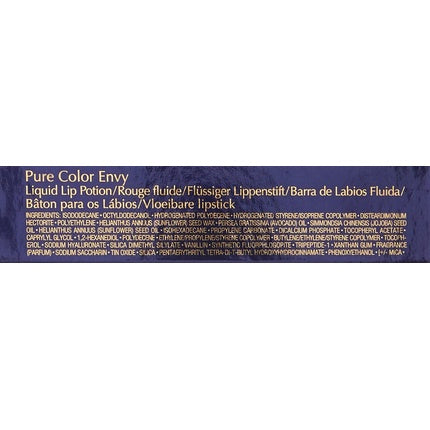 Pure Color Envy
Liquid Lip Potion/Rouge fluide/Flüssiger Lippenstift/Barra de Labios Fluida/
Bâton para os Lábios/Vloeibare lipstick
INGREDIENTS: ISODODECANE • OCTYLDODECANOL • HYDROGENATED POLYDECENE • HYDROGENATED STYRENE/ISOPRENE COPOLYMER • DISTEARDIMONIUM
HECTORITE • POLYETHYLENE • HELIANTHUS ANNUUS (SUNFLOWER) SEED WAX • PERSEA GRATISSIMA (AVOCADO) OIL • SIMMONDSIA CHINENSIS (JOJOBA) SEED
OIL • HELIANTHUS ANNUUS (SUNFLOWER) SEED OIL • ISOHEXADECANE • PROPYLENE CARBONATE • DICALCIUM PHOSPHATE • TOCOPHERYL ACETATE •
CAPRYLYL GLYCOL • 1,2-HEXANEDIOL • POLYDECENE • ETHYLENE/PROPYLENE/STYRENE COPOLYMER • BUTYLENE/ETHYLENE/STYRENE COPOLYMER • TOCOPH-
EROL • SODIUM HYALURONATE • SILICA DIMETHYL SILYLATE • VANILLIN • SYNTHETIC FLUORPHLOGOPITE • TRIPEPTIDE-1 • XANTHAN GUM • FRAGRANCE
(PARFUM) • SODIUM SACCHARIN • TIN OXIDE • SILICA • PENTAERYTHRITYL TETRA-DI-T-BUTYL HYDROXYHYDROCINNAMATE • PHENOXYETHANOL • [+/- MICA •